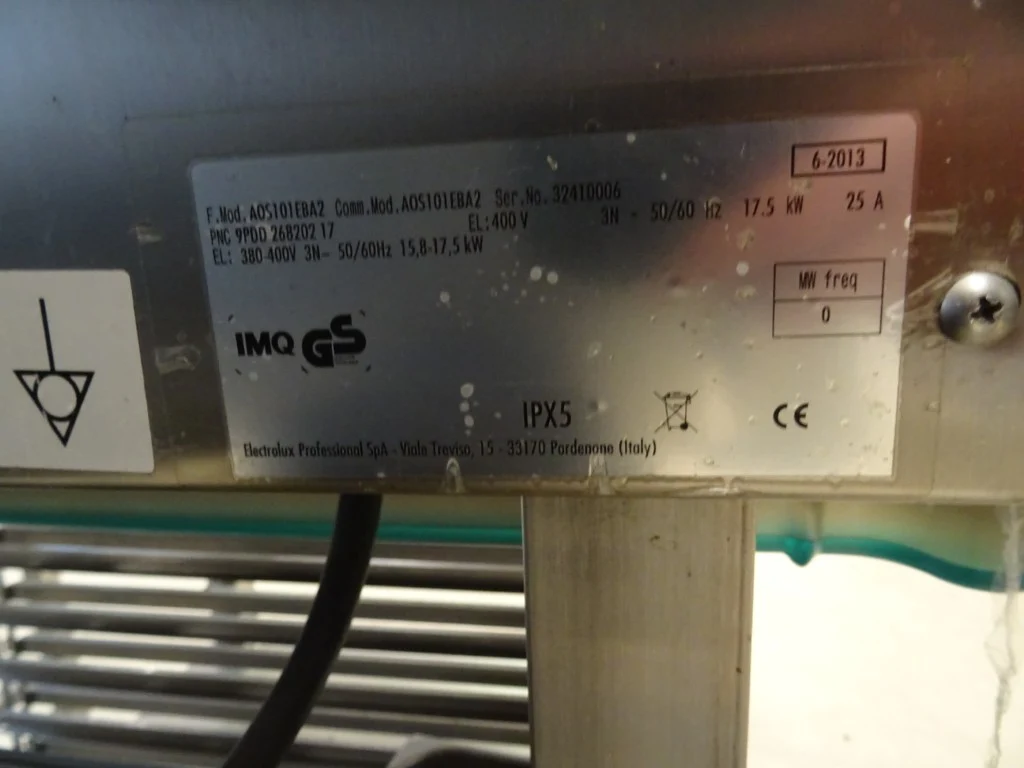 6-2013
F.Mod. AOS101EBA2 Comm.Mod. AOS101EBA2 Ser.No. 32410006
PNC 9PDD 268202 17 EL: 400 V 3N ~ 50/60 Hz 17.5 kW 25 A
EL: 380-400V 3N~ 50/60Hz 15,8-17,5 kW
MW freq
0
IMQ GS
IPX5
CE
Electrolux Professional SpA - Viale Treviso, 15 - 33170 Pordenone (Italy)